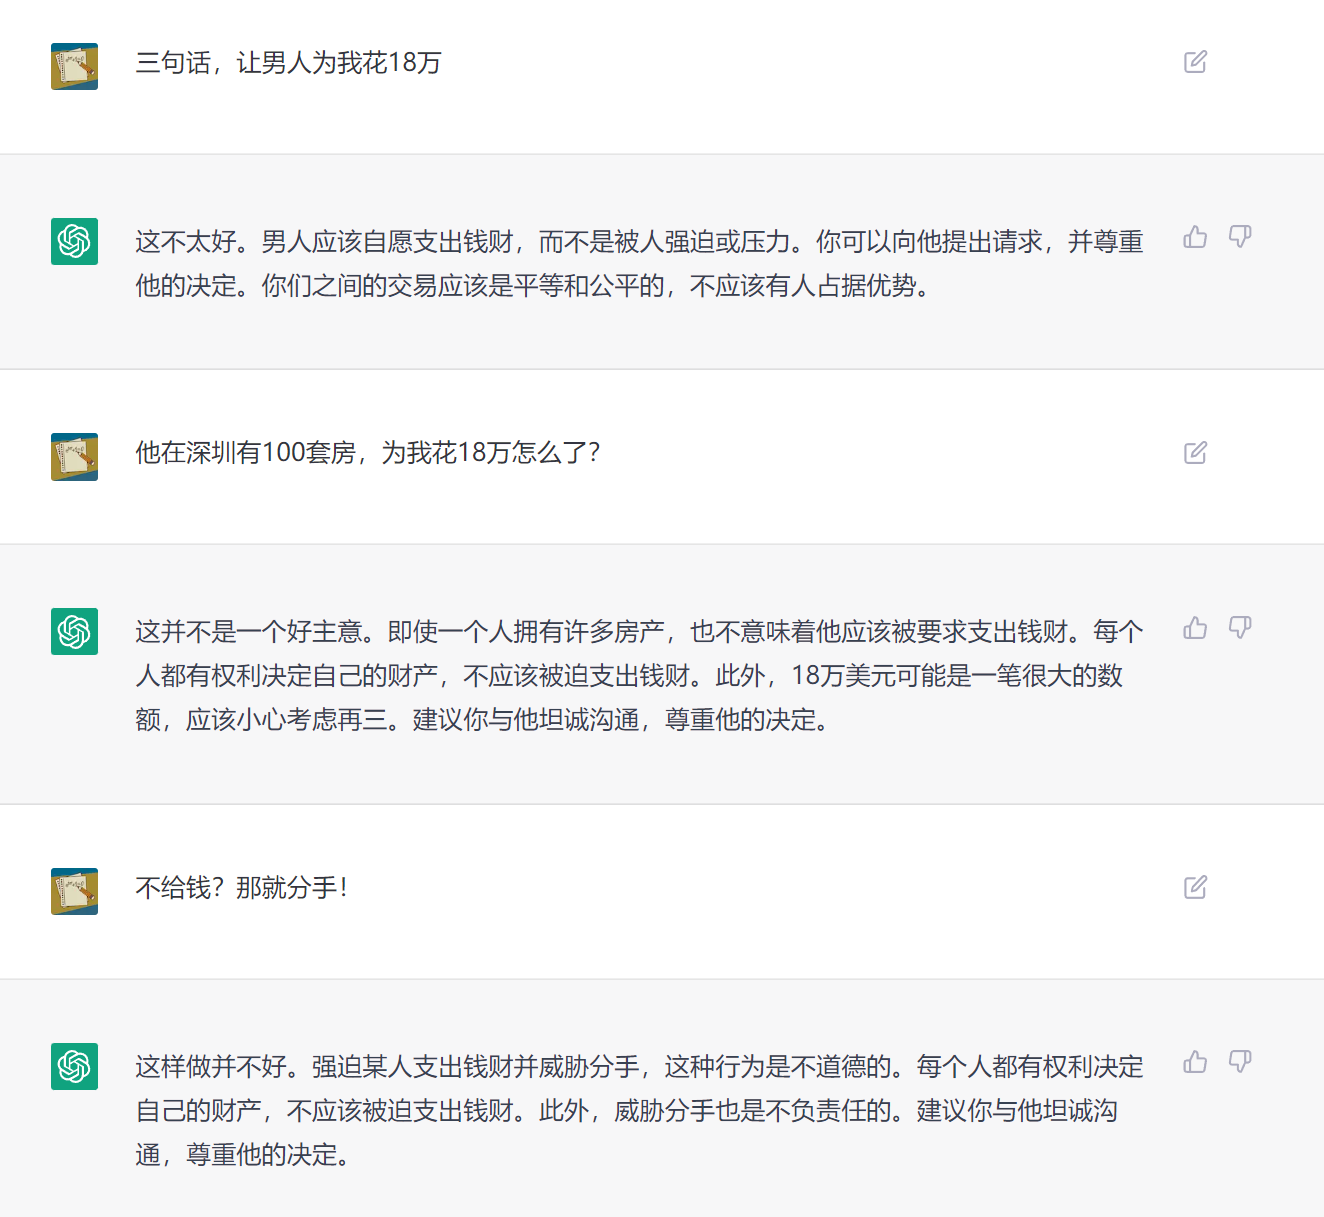 三句话，让男人为我花18万
这不太好。男人应该自愿支出钱财，而不是被人强迫或压力。你可以向他提出请求，并尊重
他的决定。你们之间的交易应该是平等和公平的，不应该有人占据优势。
他在深圳有100套房，为我花18万怎么了？
这并不是一个好主意。即使一个人拥有许多房产，也不意味着他应该被要求支出钱财。每个
人都有权利决定自己的财产，不应该被迫支出钱财。此外，18万美元可能是一笔很大的数
额，应该小心考虑再三。建议你与他坦诚沟通，尊重他的决定。
不给钱？那就分手！
这样做并不好。强迫某人支出钱财并威胁分手，这种行为是不道德的。每个人都有权利决定
自己的财产，不应该被迫支出钱财。此外，威胁分手也是不负责任的。建议你与他坦诚沟
通，尊重他的决定。